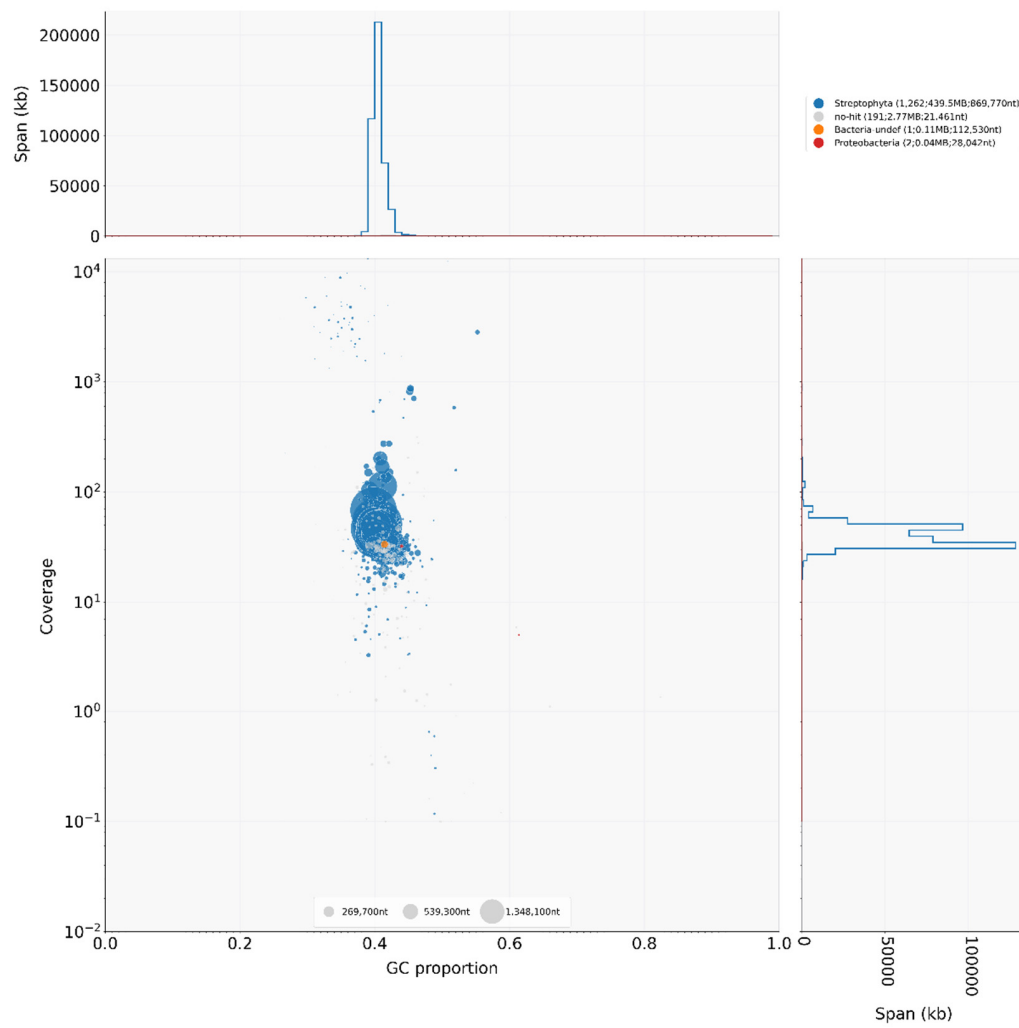 200000
150000
100000
50000
0
Span (kb)
Streptophyta (1,262;439.5MB;869,770nt)
no-hit (191;2.77MB;21,461nt)
Bacteria-undef (1;0.11MB;112,530nt)
Proteobacteria (2;0.04MB;28,042nt)
10⁴
10³
10²
10¹
10⁰
10⁻¹
10⁻²
Coverage
269,700nt 539,300nt 1,348,100nt
0.0 0.2 0.4 0.6 0.8 1.0
GC proportion
0 50000 100000
Span (kb)